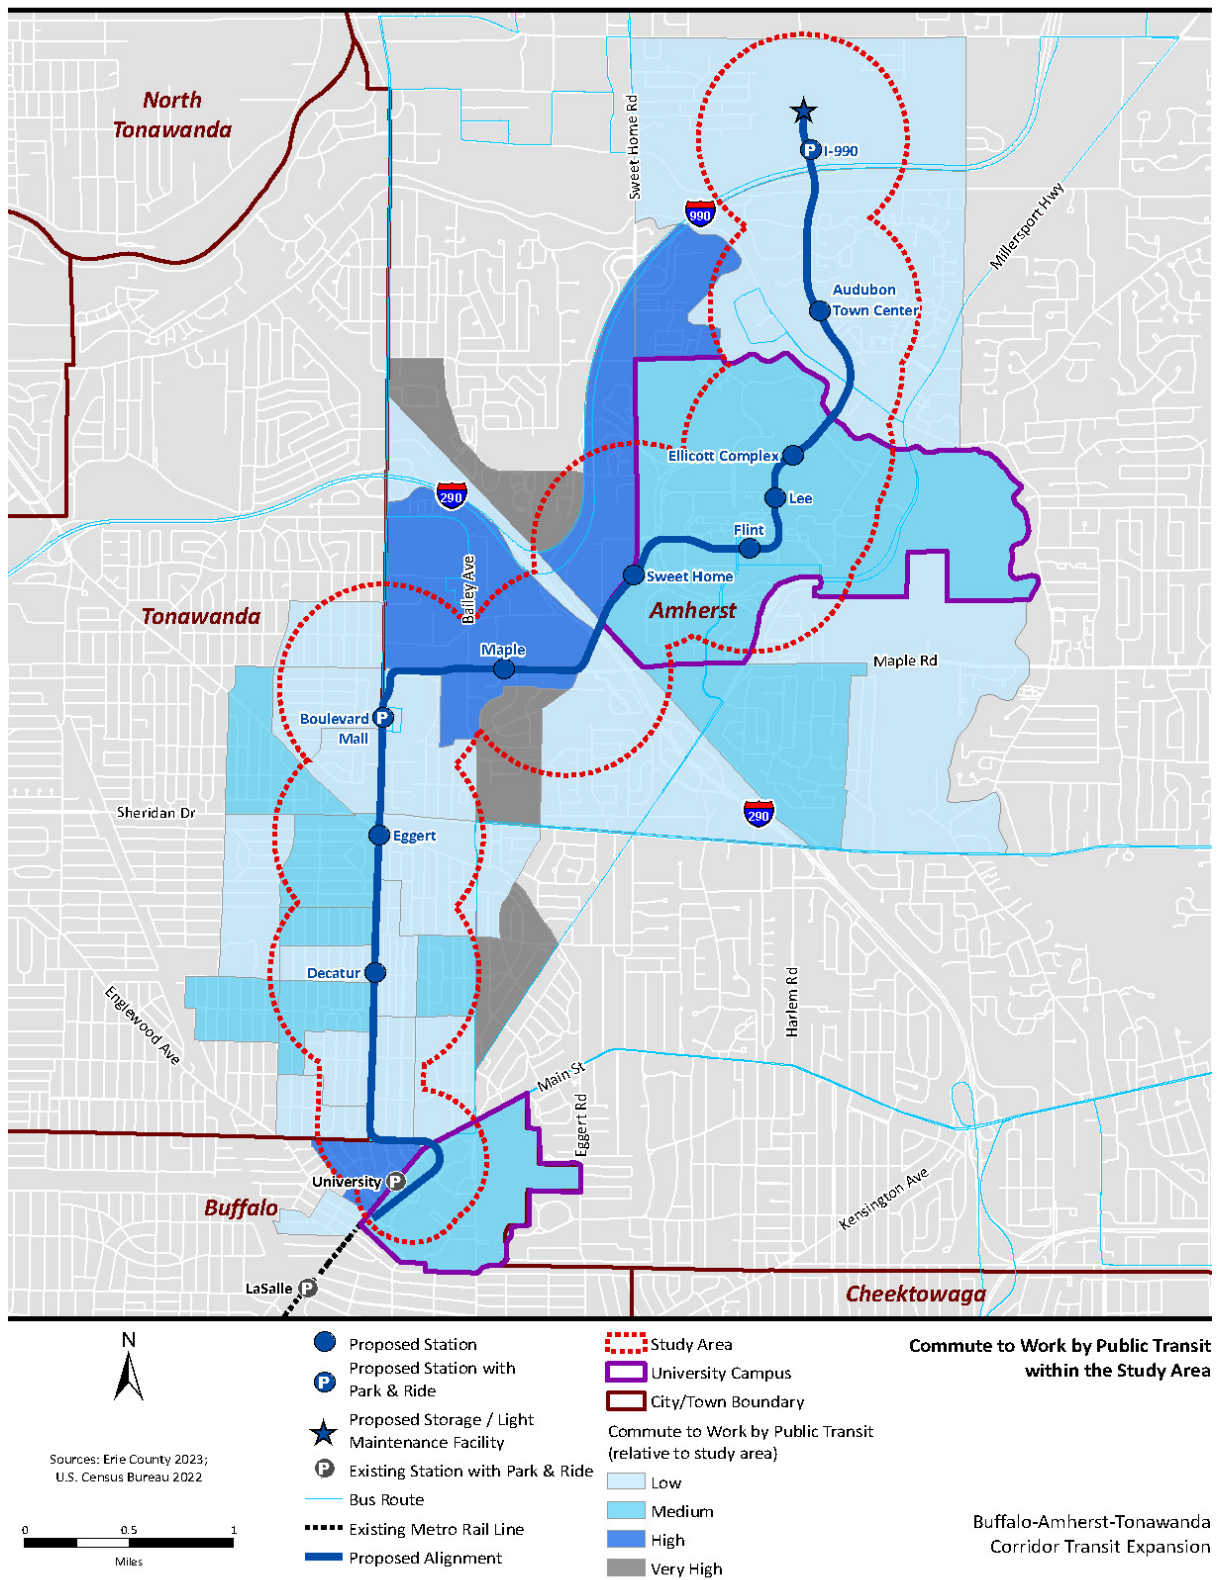 North
Tonawanda
Sweet Home Rd
I-990
990
Millersport Hwy
Audubon
Town Center
Ellicott Complex
290
Lee
Flint
Bailey Ave
Sweet Home
Tonawanda
Amherst
Maple
Maple Rd
Boulevard
Mall
Sheridan Dr
290
Eggert
Decatur
Englewood Ave
Harlem Rd
Main St
Eggert Rd
University
Kensington Ave
Buffalo
LaSalle
Cheektowaga
N
Sources: Erie County 2023;
U.S. Census Bureau 2022
0 0.5 1
Miles
Proposed Station
Proposed Station with
Park & Ride
Proposed Storage / Light
Maintenance Facility
Existing Station with Park & Ride
Bus Route
Existing Metro Rail Line
Proposed Alignment
Study Area
University Campus
City/Town Boundary
Commute to Work by Public Transit
(relative to study area)
Low
Medium
High
Very High
Commute to Work by Public Transit
within the Study Area
Buffalo-Amherst-Tonawanda
Corridor Transit Expansion